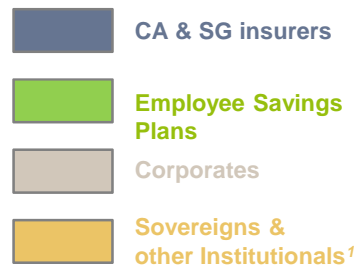 CA & SG insurers
Employee Savings
Plans
Corporates
Sovereigns &
other Institutionals¹